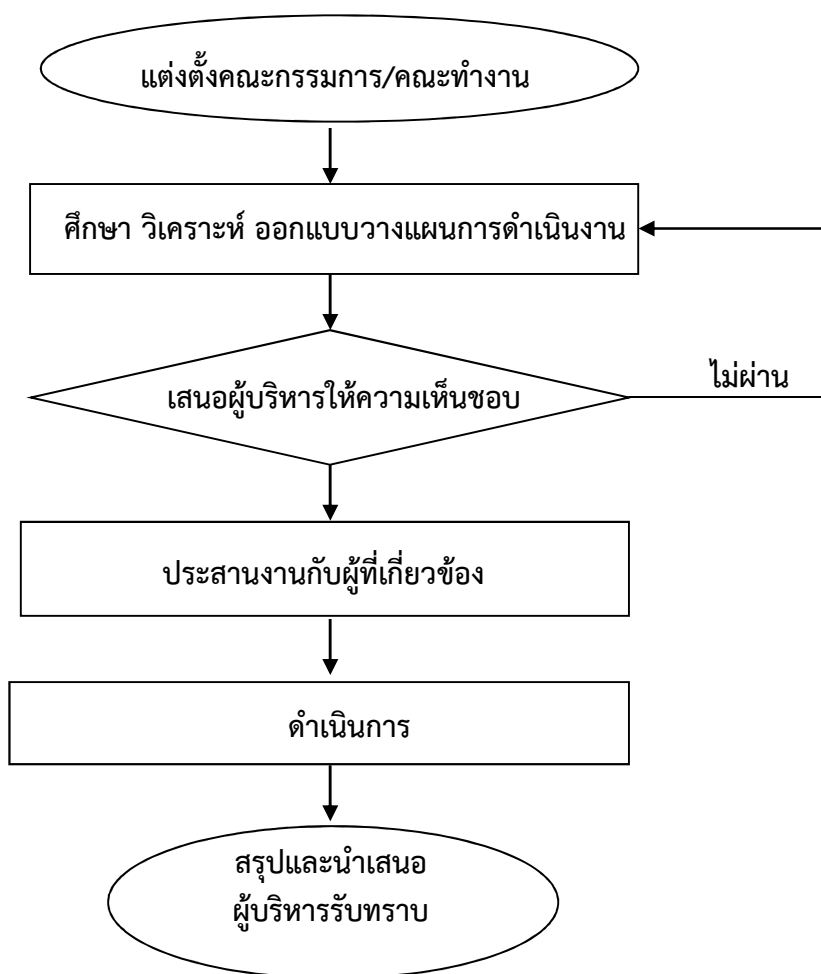 แต่งตั้งคณะกรรมการ/คณะทำงาน
ศึกษา วิเคราะห์ ออกแบบวางแผนการดำเนินงาน
เสนอผู้บริหารให้ความเห็นชอบ
ไม่ผ่าน
ประสานงานกับผู้ที่เกี่ยวข้อง
ดำเนินการ
สรุปและนำเสนอ
ผู้บริหารรับทราบ